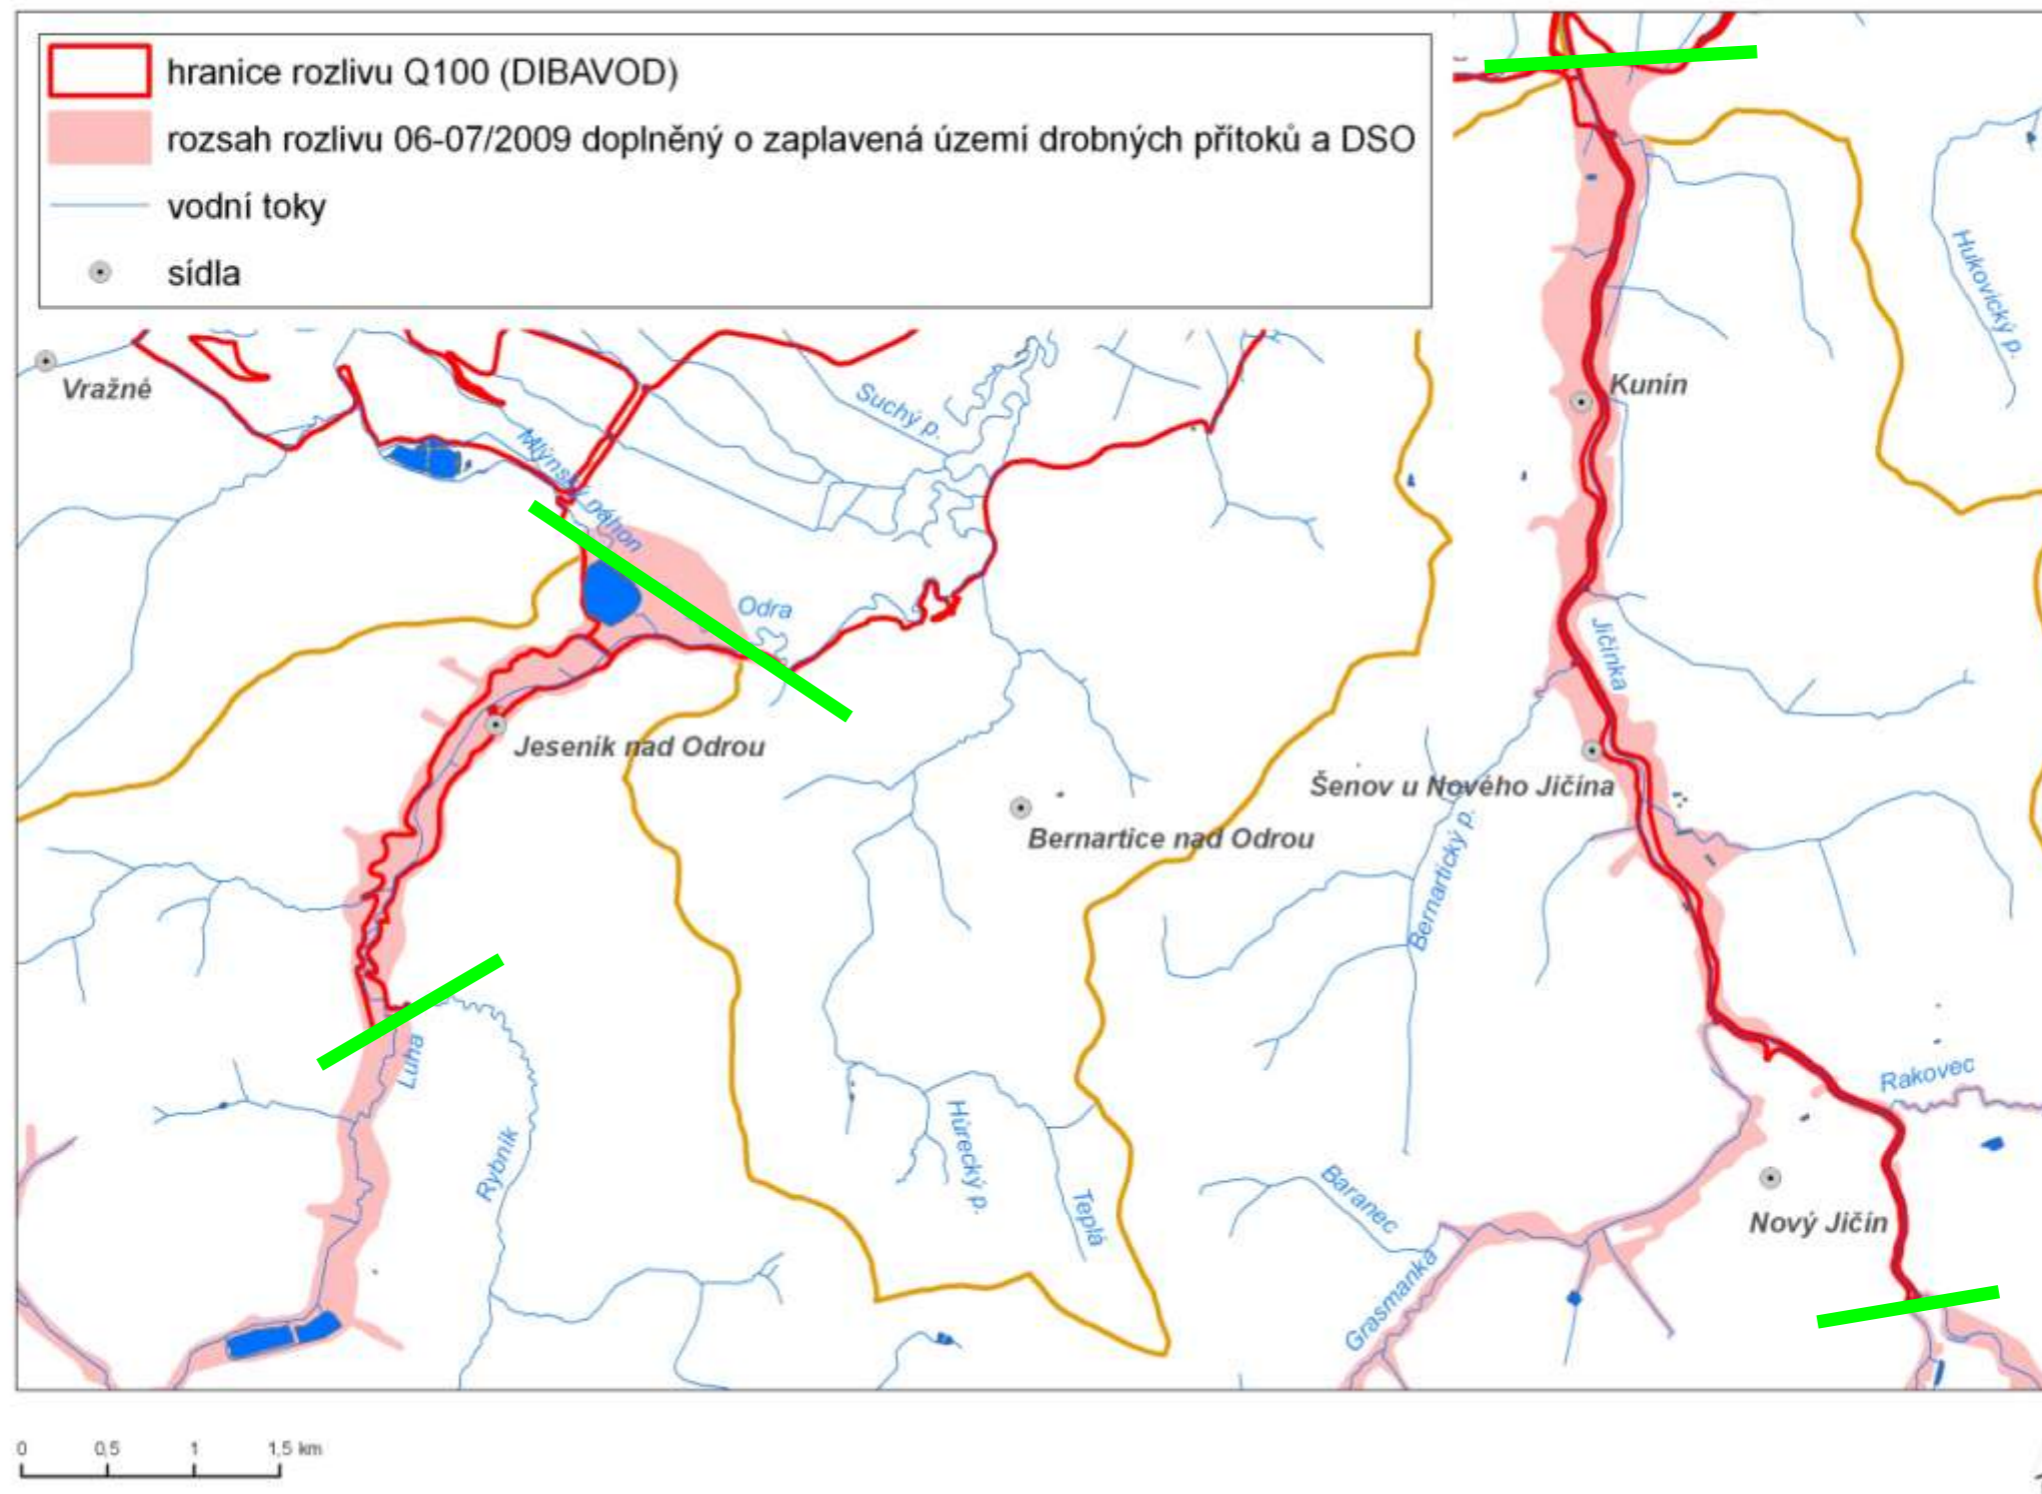 hranice rozlivu Q100 (DIBAVOD)
rozsah rozlivu 06-07/2009 doplněný o zaplavená území drobných přítoků a DSO
vodní toky
sídla
Hukovický p.
Vražné
Kunín
Suchý p.
Mlýnský náhon
Odra
Jičínka
Jeseník nad Odrou
Šenov u Nového Jičína
Bernartice nad Odrou
Bernartický p.
Luha
Rakovec
Rybník
Hůrecký p.
Teplá
Baranec
Nový Jičín
Grasmanka
0 0,5 1 1,5 km